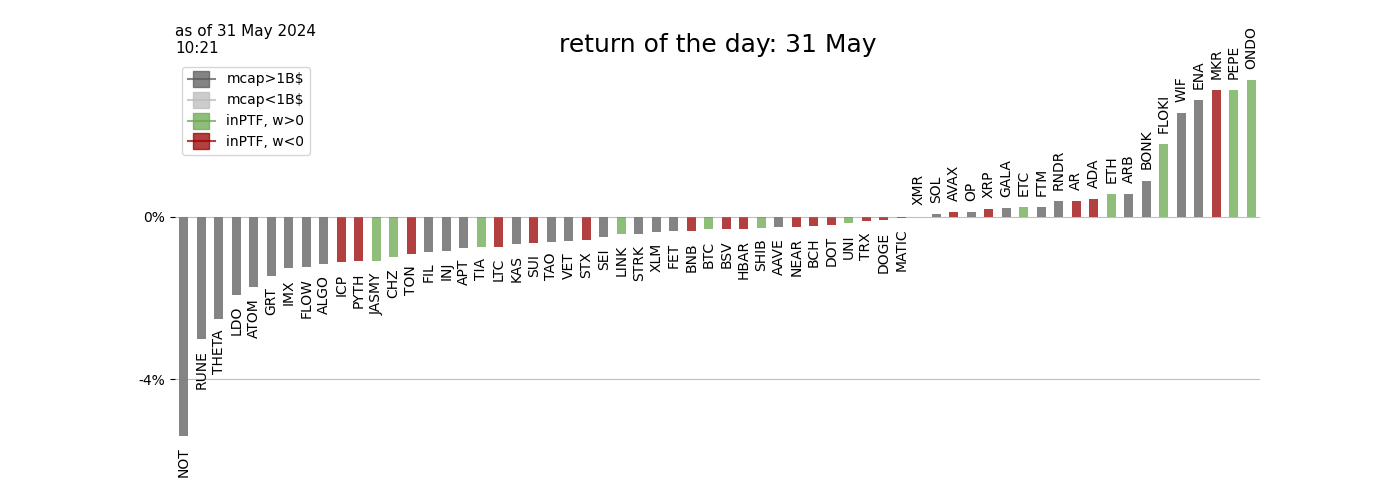 as of 31 May 2024
10:21
return of the day: 31 May
mcap>1B$
mcap<1B$
inPTF, w>0
inPTF, w<0
0%
-4%
NOT
RUNE
THETA
LDO
ATOM
GRT
IMX
FLOW
ALGO
ICP
PYTH
JASMY
CHZ
TON
FIL
INJ
APT
TIA
LTC
KAS
SUI
TAO
VET
STX
SEI
LINK
STRK
XLM
FET
BNB
BTC
BSV
HBAR
SHIB
AAVE
NEAR
BCH
DOT
UNI
TRX
DOGE
MATIC
XMR
SOL
AVAX
OP
XRP
GALA
ETC
FTM
RNDR
AR
ADA
ETH
ARB
BONK
FLOKI
WIF
ENA
MKR
PEPE
ONDO